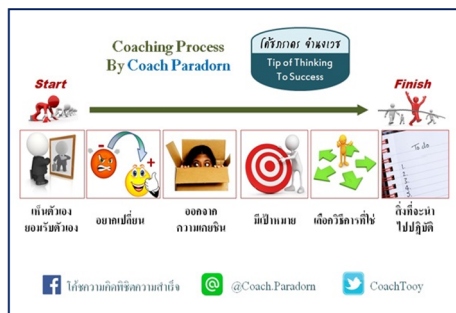 Coaching Process
By Coach Paradorn
โค้ชภราดร จำนงเวช
Tip of Thinking
To Success
Start
Finish
- +
To do
1.
2.
3.
4.
เห็นตัวเอง
ยอมรับตัวเอง
อยากเปลี่ยน
ออกจาก
ความเคยชิน
มีเป้าหมาย
เลือกวิธีการที่ใช่
สิ่งที่จะนำ
ไปปฏิบัติ
โค้ชความคิดพิชิตความสำเร็จ
@Coach.Paradorn
CoachTooy